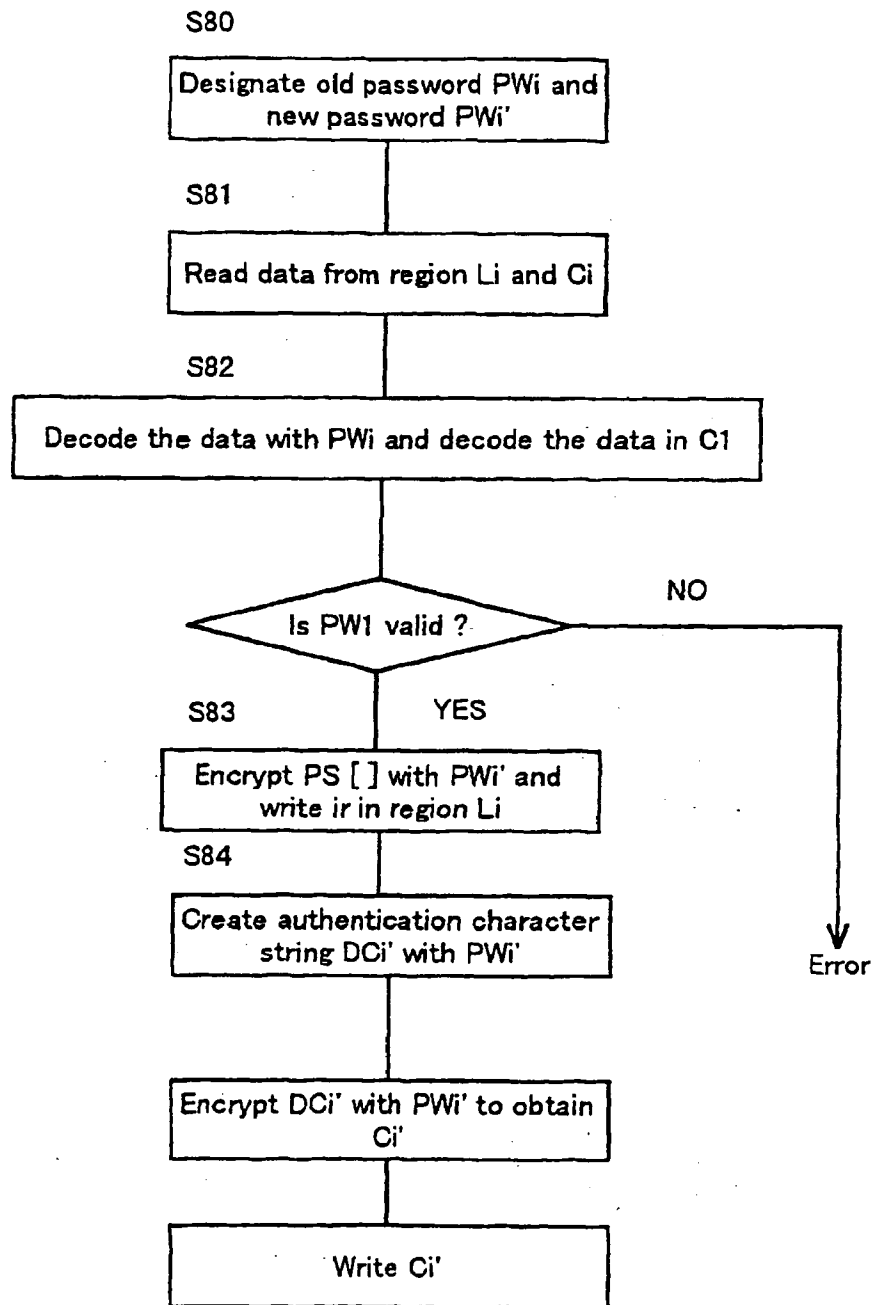 S80
Designate old password PWi and
new password PWi'
S81
Read data from region Li and Ci
S82
Decode the data with PWi and decode the data in C1
Is PW1 valid ?
NO
S83
YES
Encrypt PS [ ] with PWi' and
write ir in region Li
S84
Create authentication character
string DCi' with PWi'
Error
Encrypt DCi' with PWi' to obtain
Ci'
Write Ci'